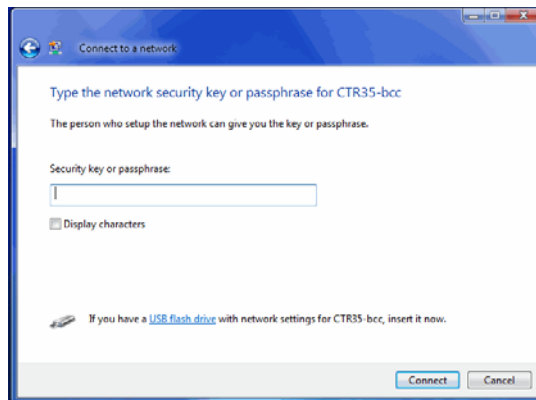 Connect to a network
Type the network security key or passphrase for CTR35-bcc
The person who setup the network can give you the key or passphrase.
Security key or passphrase:
Display characters
If you have a USB flash drive with network settings for CTR35-bcc, insert it now.
Connect Cancel